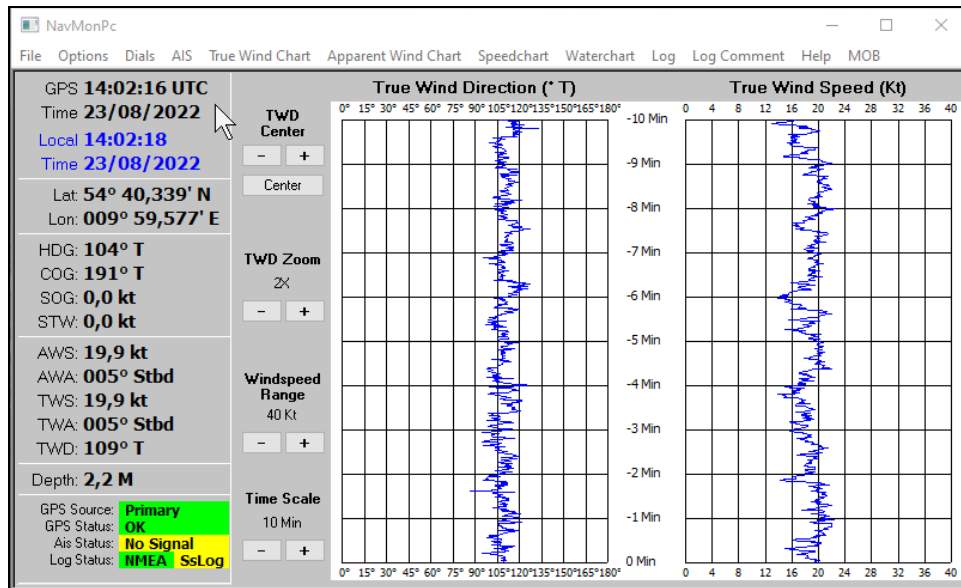 NavMonPc
File Options Dials AIS True Wind Chart Apparent Wind Chart Speedchart Waterchart Log Log Comment Help MOB
GPS 14:02:16 UTC
Time 23/08/2022
Local 14:02:18
Time 23/08/2022
Lat: 54° 40,339' N
Lon: 009° 59,577' E
HDG: 104° T
COG: 191° T
SOG: 0,0 kt
STW: 0,0 kt
AWS: 19,9 kt
AWA: 005° Stbd
TWS: 19,9 kt
TWA: 005° Stbd
TWD: 109° T
Depth: 2,2 M
GPS Source: Primary
GPS Status: OK
Ais Status: No Signal
Log Status: NMEA SsLog
TWD
Center
- +
Center
TWD Zoom
2X
- +
Windspeed
Range
40 Kt
- +
Time Scale
10 Min
- +
True Wind Direction (° T)
0° 15° 30° 45° 60° 75° 90° 105°120°135°150°165°180°
0° 15° 30° 45° 60° 75° 90° 105°120°135°150°165°180°
-10 Min
-9 Min
-8 Min
-7 Min
-6 Min
-5 Min
-4 Min
-3 Min
-2 Min
-1 Min
0 Min
True Wind Speed (Kt)
0 4 8 12 16 20 24 28 32 36 40
0 4 8 12 16 20 24 28 32 36 40